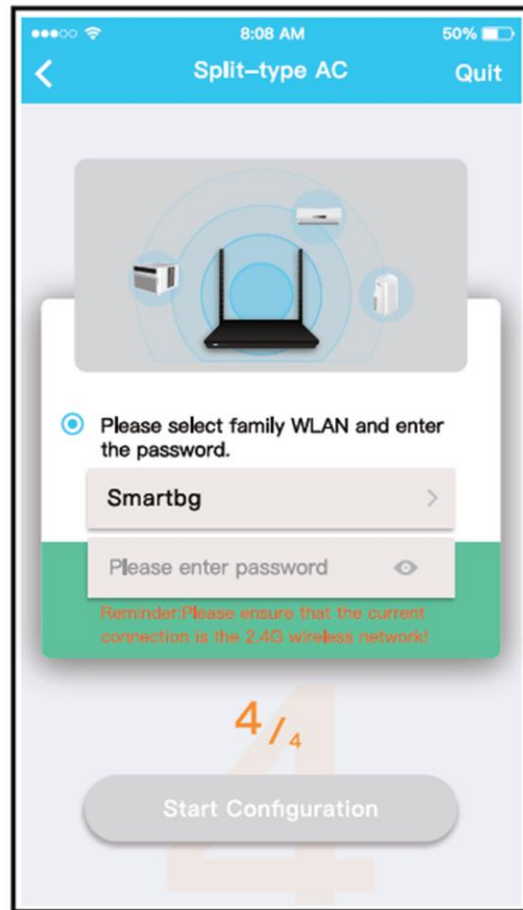 8:08 AM
50%
Split-type AC
Quit
Please select family WLAN and enter
the password.
Smartbg
Please enter password
Reminder:Please ensure that the current
connection is the 2.4G wireless network!
4/4
Start Configuration
4